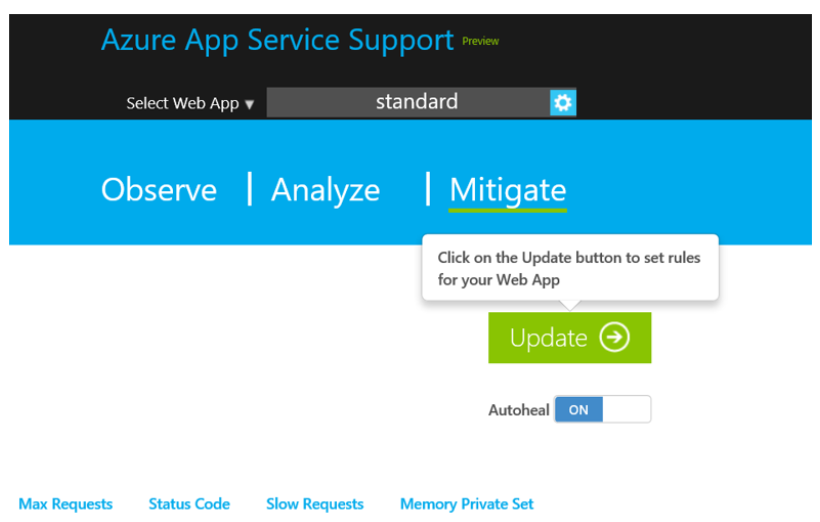 Azure App Service Support Preview
Select Web App ▼ standard
Observe | Analyze | Mitigate
Click on the Update button to set rules
for your Web App
Update
Autoheal ON
Max Requests Status Code Slow Requests Memory Private Set